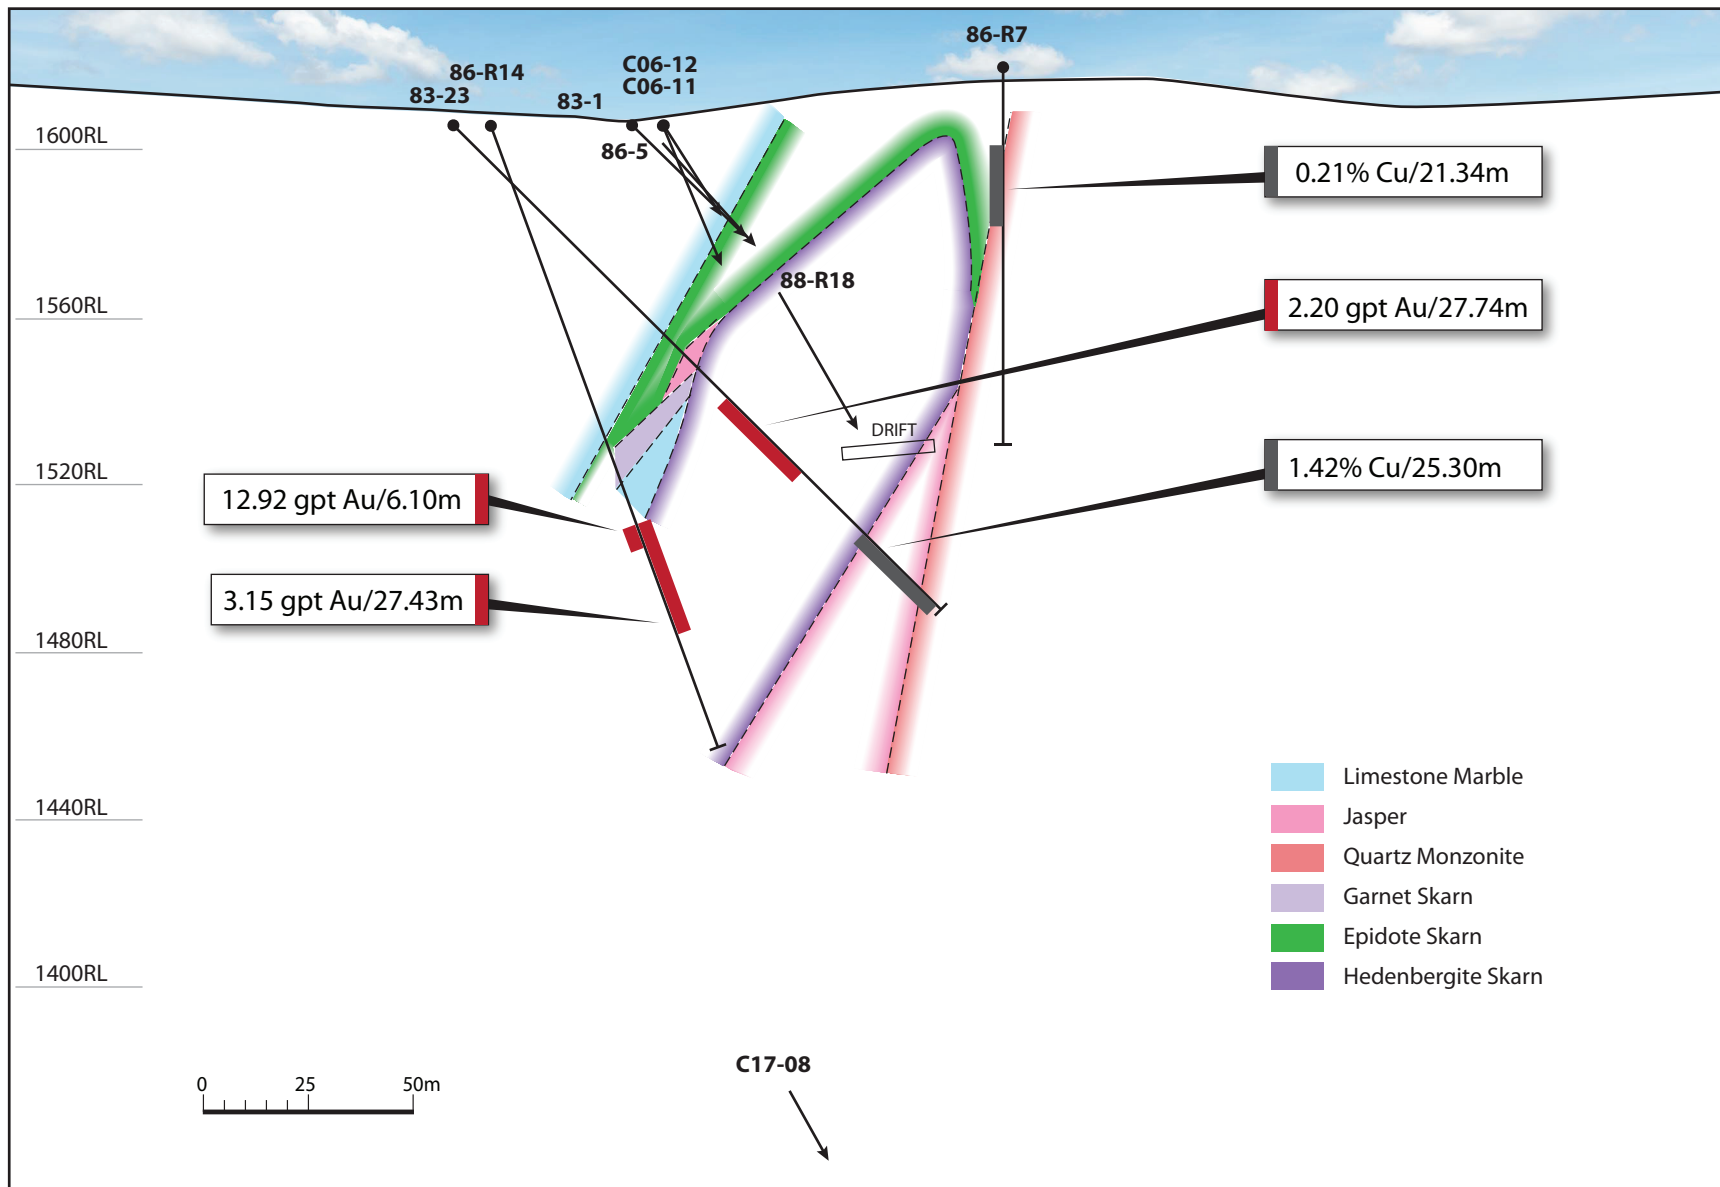 86-R7
C06-12
C06-11
86-R14
83-23
83-1
86-5
1600RL
0.21% Cu/21.34m
88-R18
1560RL
2.20 gpt Au/27.74m
DRIFT
1520RL
1.42% Cu/25.30m
12.92 gpt Au/6.10m
3.15 gpt Au/27.43m
1480RL
1440RL
1400RL
Limestone Marble
Jasper
Quartz Monzonite
Garnet Skarn
Epidote Skarn
Hedenbergite Skarn
C17-08
0 25 50m